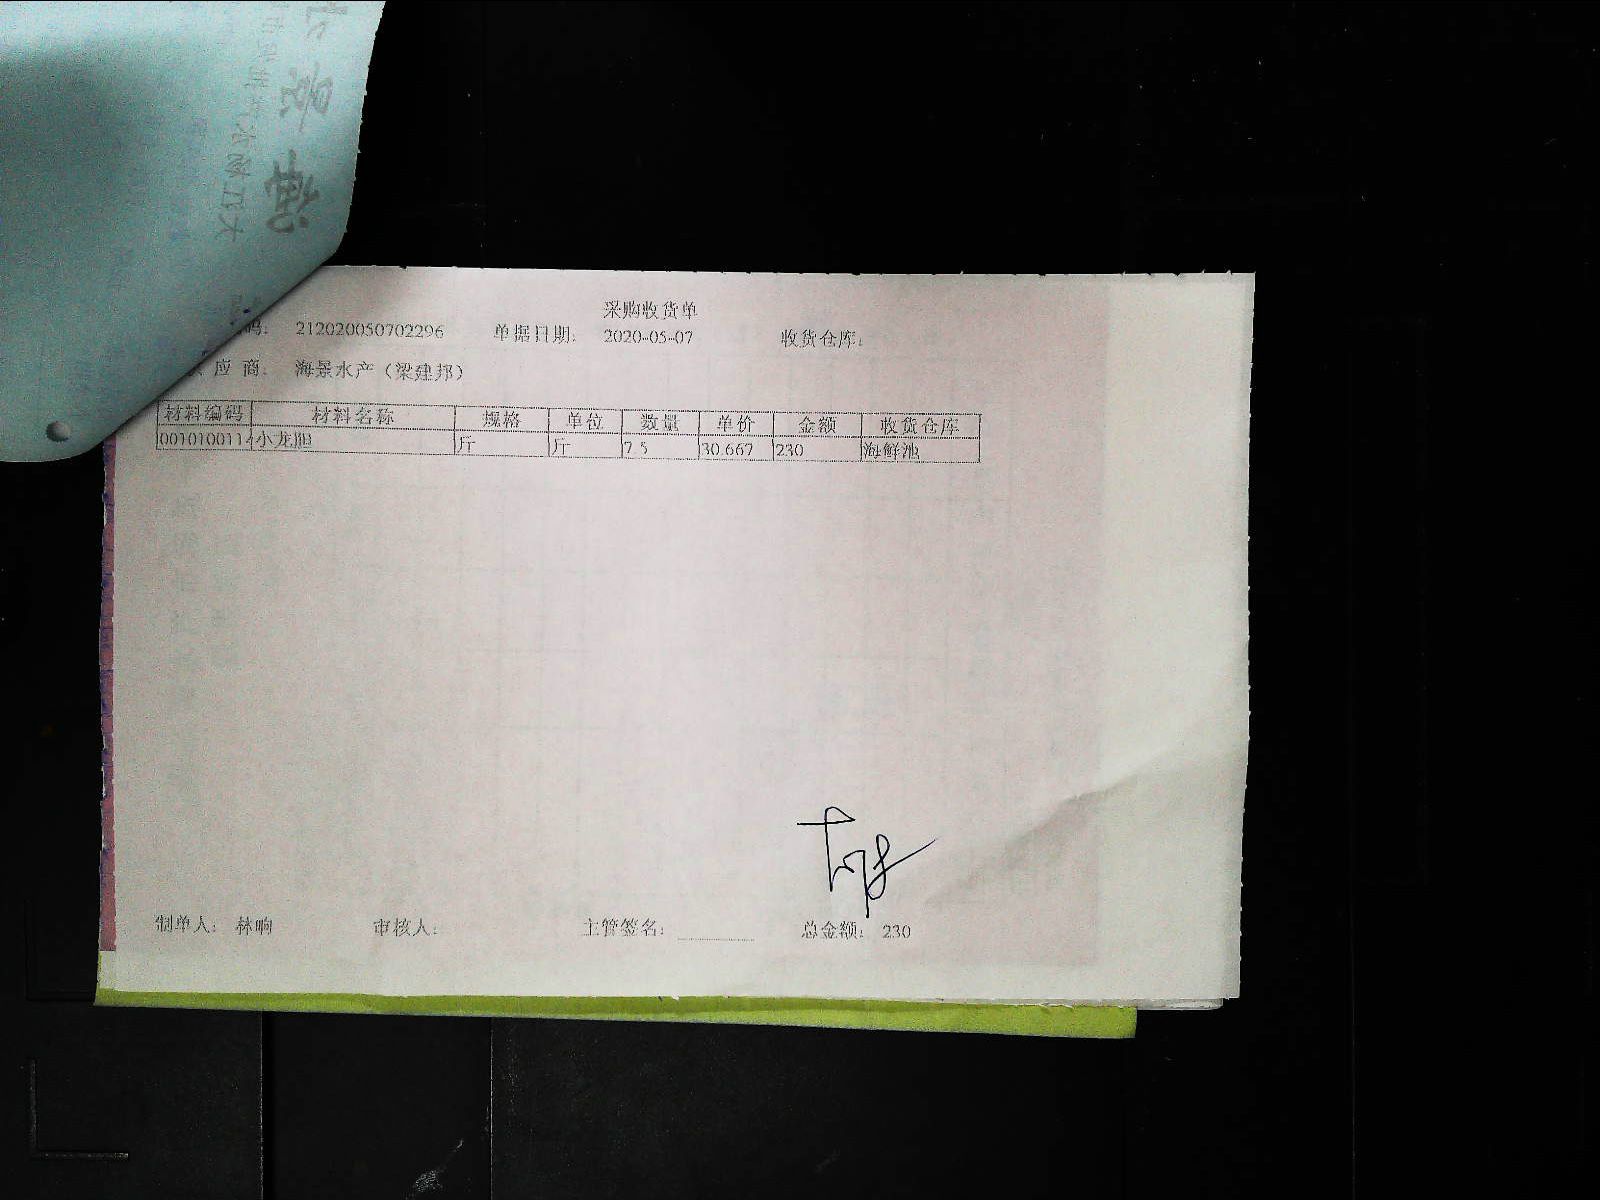 采购收货单
码: 212020050702296 单据日期: 2020-05-07 收货仓库:
应商: 海景水产（梁建邦）
材料编码 材料名称 规格 单位 数量 单价 金额 收货仓库
0010100114 小龙胆 斤 斤 7.5 30.667 230 海鲜池
制单人: 林响 审核人: 主管签名: 总金额: 230